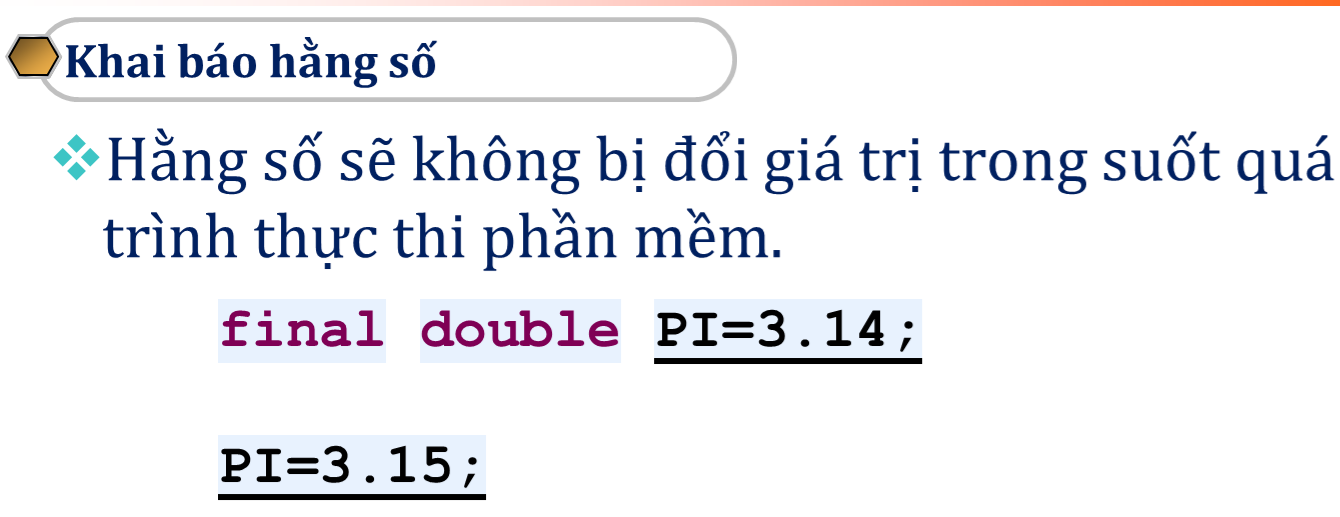 Khai báo hằng số
Hằng số sẽ không bị đổi giá trị trong suốt quá
trình thực thi phần mềm.
final double PI=3.14;
PI=3.15;